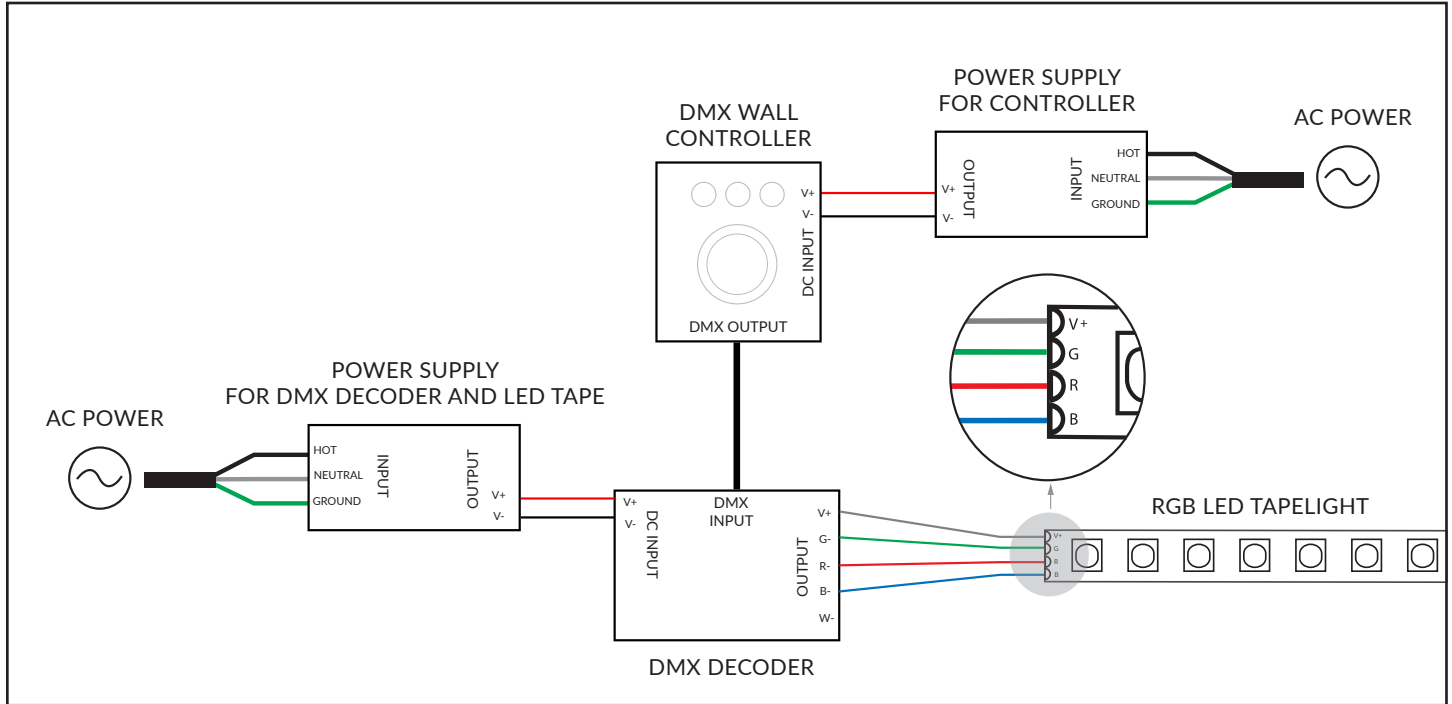 POWER SUPPLY
FOR CONTROLLER
AC POWER
DMX WALL
CONTROLLER
HOT
NEUTRAL
GROUND
INPUT
OUTPUT
V+
V-
V+
V-
DC INPUT
DMX OUTPUT
V+
G
R
B
POWER SUPPLY
FOR DMX DECODER AND LED TAPE
AC POWER
HOT
NEUTRAL
GROUND
INPUT
OUTPUT
V+
V-
V+
V-
DC INPUT
DMX
INPUT
OUTPUT
V+
G-
R-
B-
W-
DMX DECODER
RGB LED TAPELIGHT
V+
G
R
B